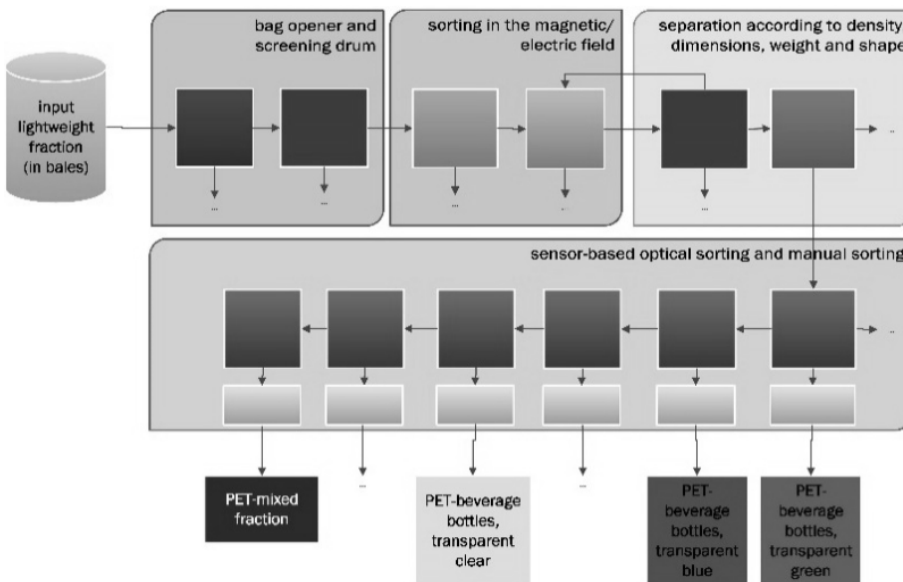 bag opener and
screening drum
sorting in the magnetic/
electric field
separation according to density,
dimensions, weight and shape
input
lightweight
fraction
(in bales)
..
...
...
...
...
...
sensor-based optical sorting and manual sorting
..
PET-mixed
fraction
...
PET-beverage
bottles,
transparent
clear
...
PET-
beverage
bottles,
transparent
blue
PET-
beverage
bottles,
transparent
green